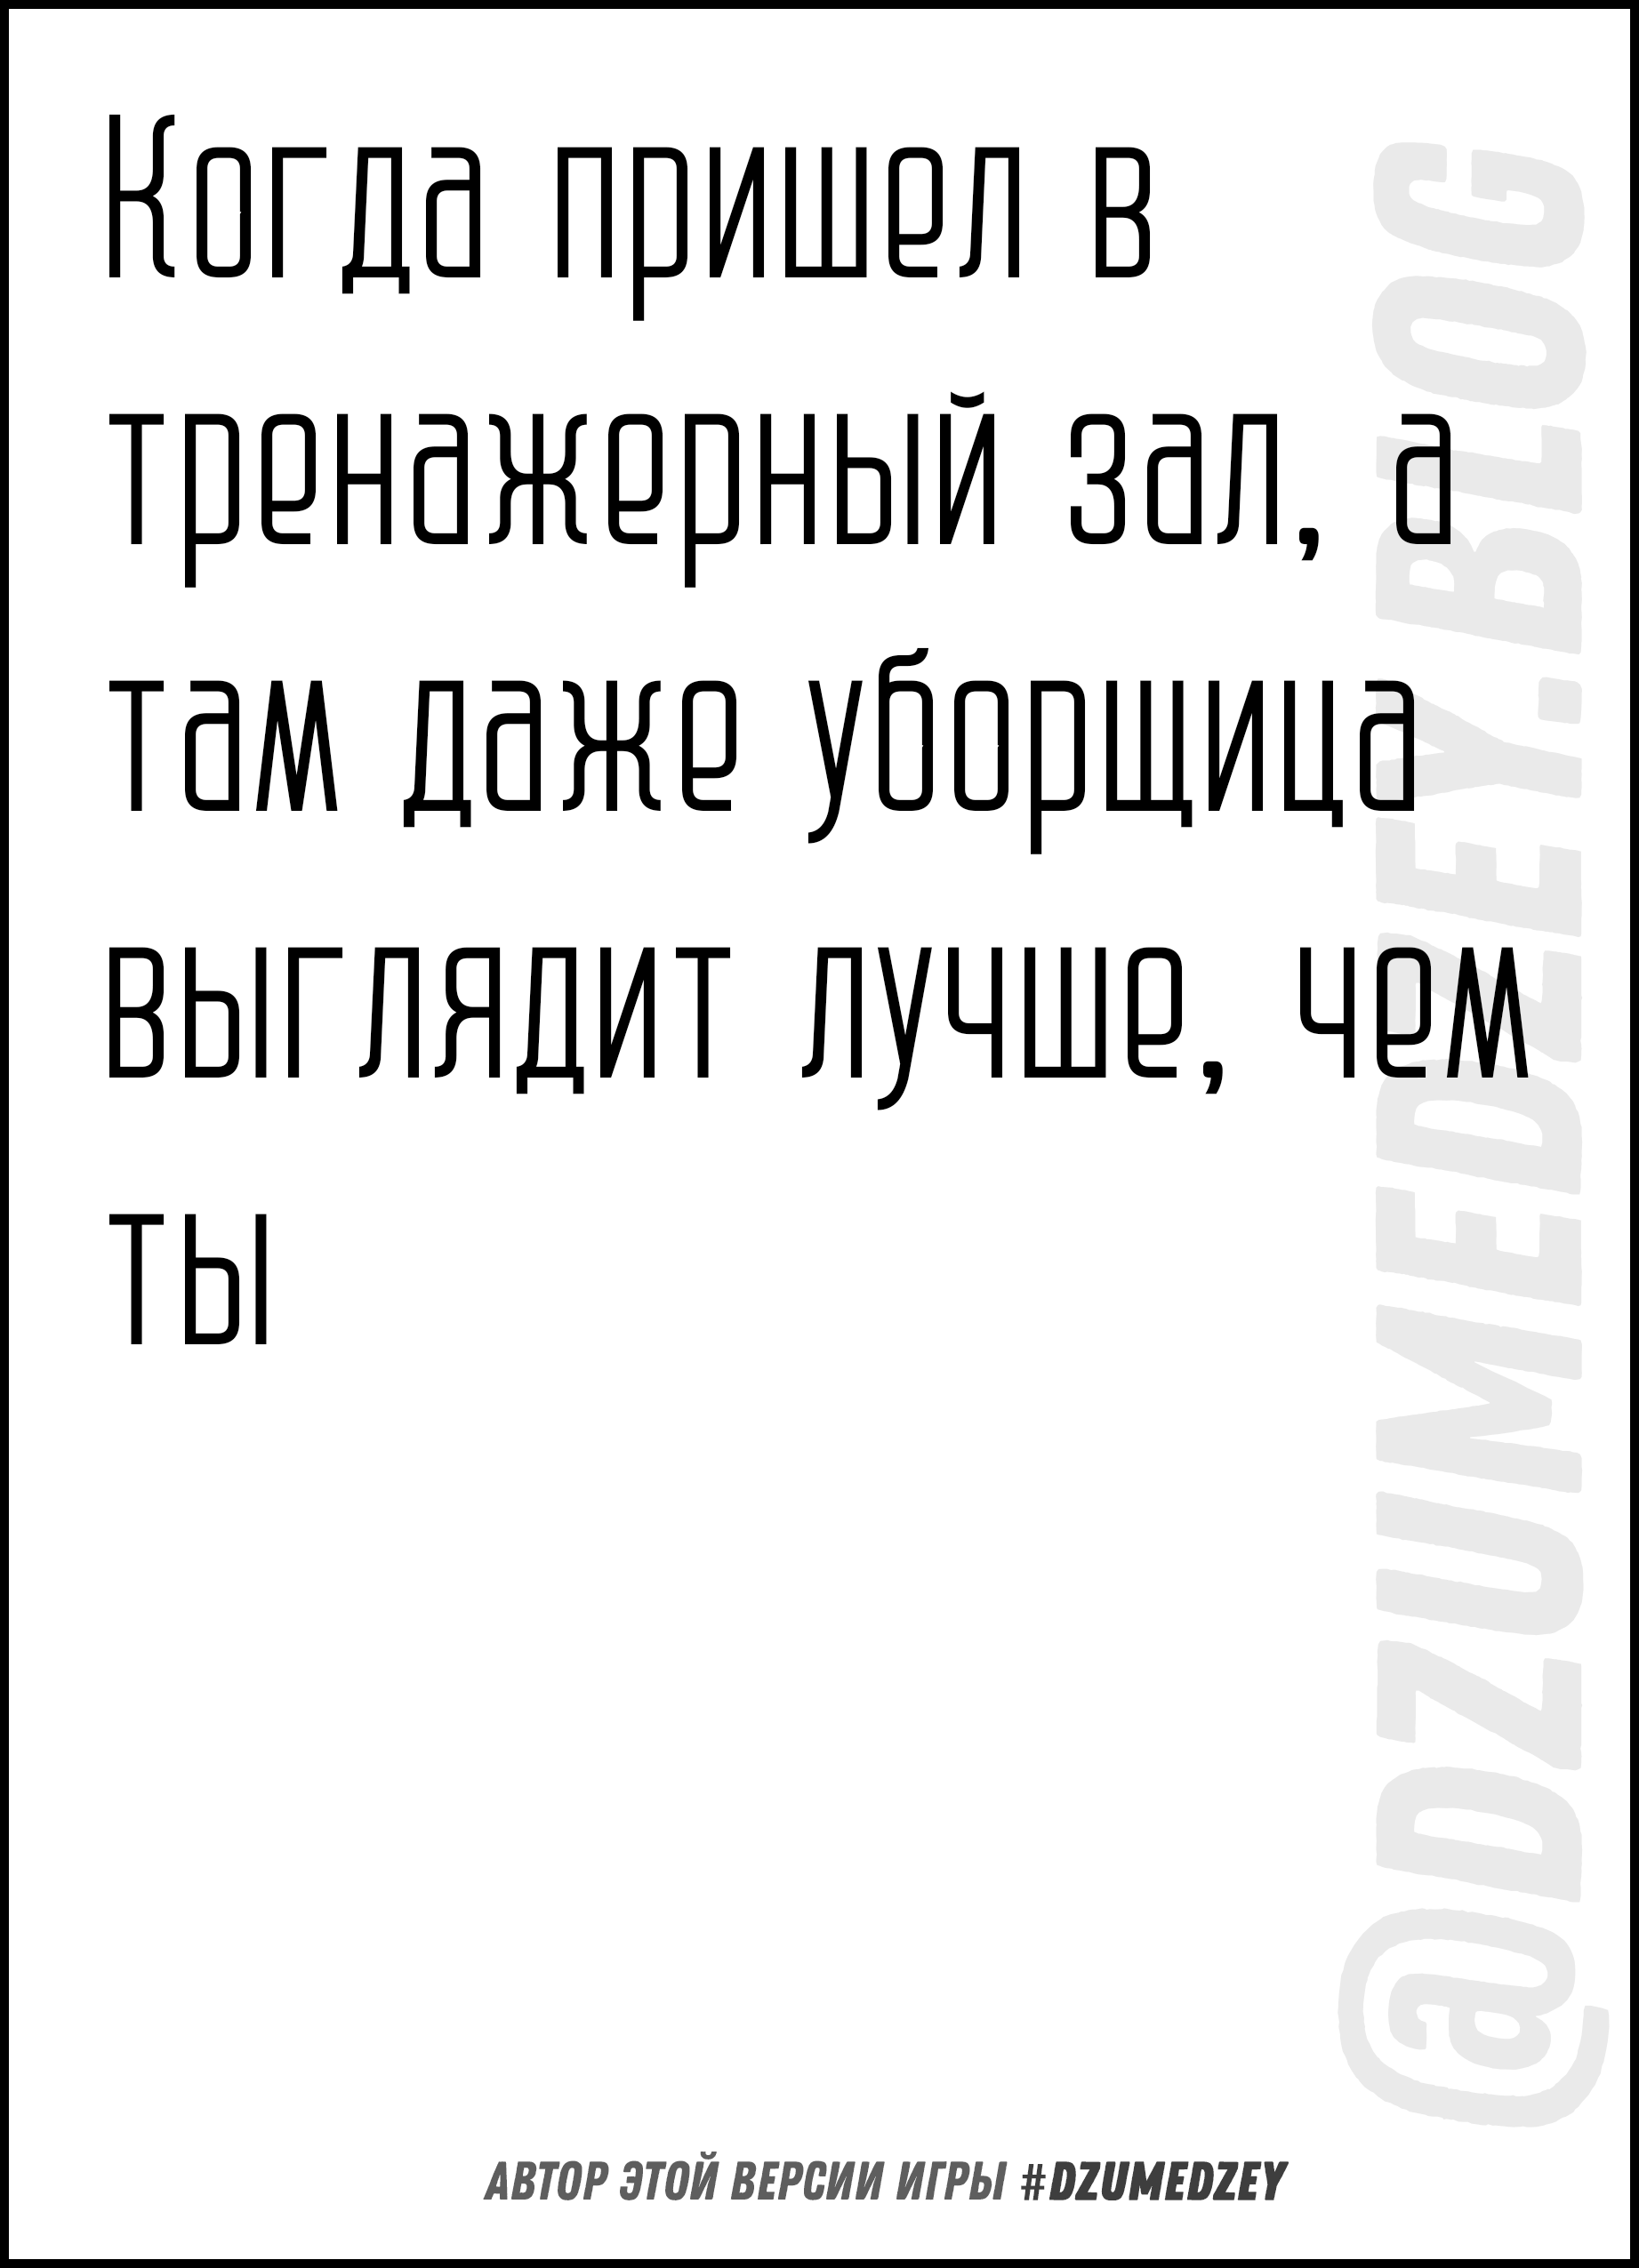 Когда пришел в
тренажерный зал, а
там даже уборщица
выглядит лучше, чем
ты
@DZUMEDZEY.BLOG
АВТОР ЭТОЙ ВЕРСИИ ИГРЫ #DZUMEDZEY